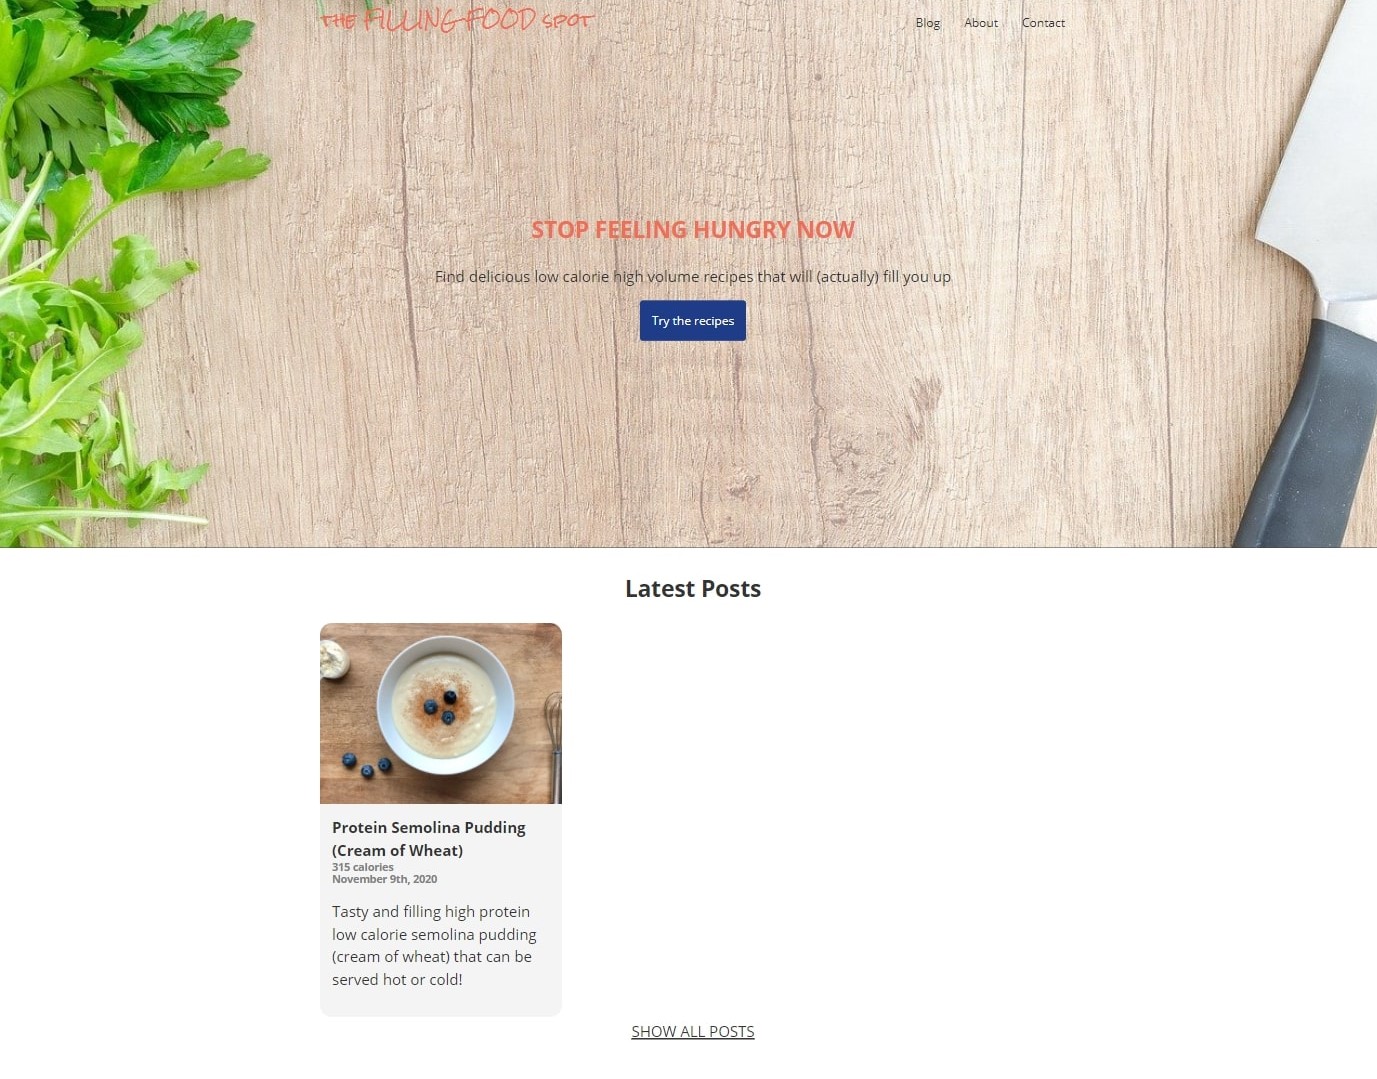 THE FILLING FOOD SPOT
Blog About Contact
STOP FEELING HUNGRY NOW
Find delicious low calorie high volume recipes that will (actually) fill you up
Try the recipes
Latest Posts
Protein Semolina Pudding
(Cream of Wheat)
315 calories
November 9th, 2020
Tasty and filling high protein
low calorie semolina pudding
(cream of wheat) that can be
served hot or cold!
SHOW ALL POSTS